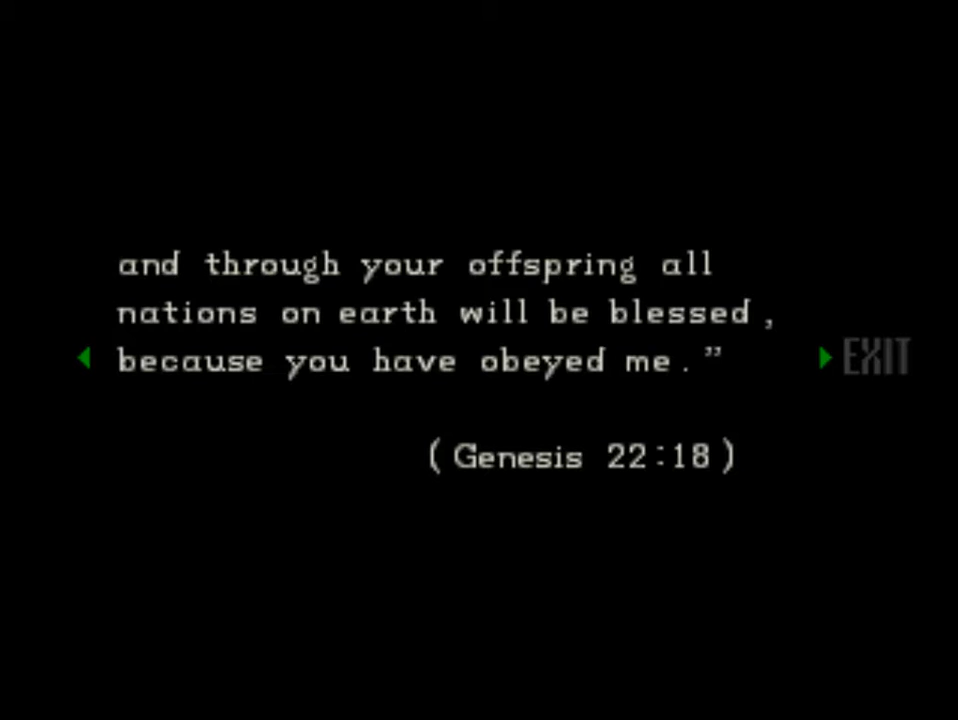 and through your offspring all
nations on earth will be blessed,
because you have obeyed me.”
EXIT
(Genesis 22:18)